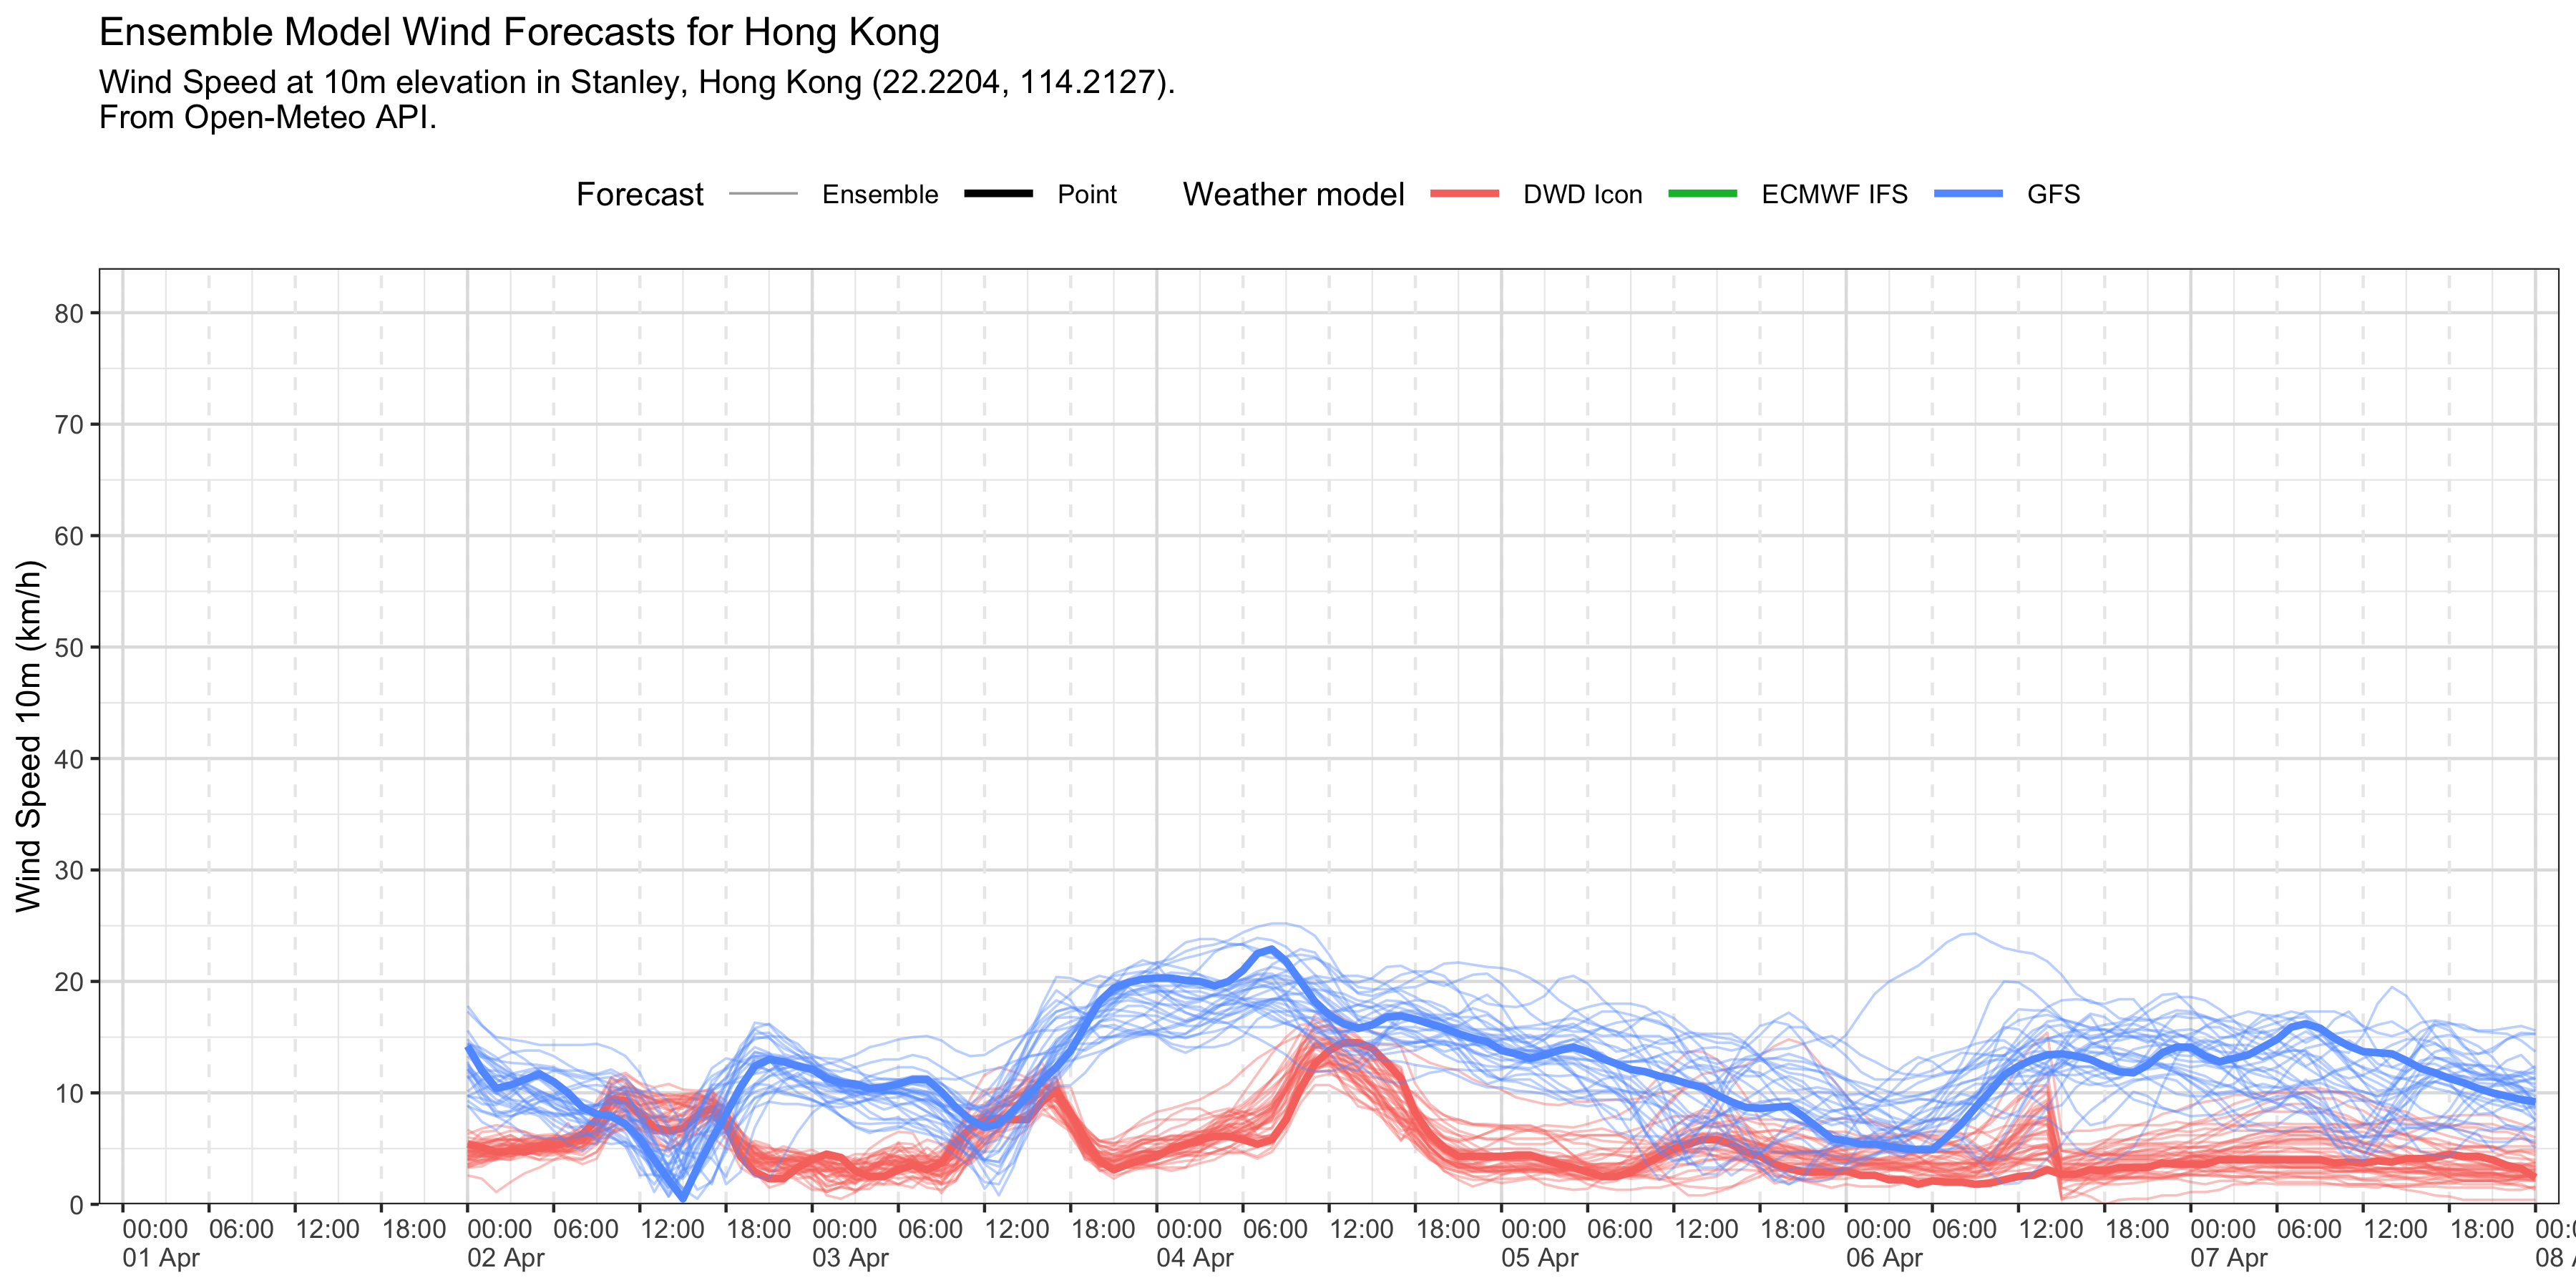 Ensemble Model Wind Forecasts for Hong Kong
Wind Speed at 10m elevation in Stanley, Hong Kong (22.2204, 114.2127).
From Open-Meteo API.
Forecast Ensemble Point Weather model DWD Icon ECMWF IFS GFS
Wind Speed 10m (km/h)
80
70
60
50
40
30
20
10
0
00:00 06:00 12:00 18:00 00:00 06:00 12:00 18:00 00:00 06:00 12:00 18:00 00:00 06:00 12:00 18:00 00:00 06:00 12:00 18:00 00:00 06:00 12:00 18:00 00:00 06:00 12:00 18:00 00:
01 Apr 02 Apr 03 Apr 04 Apr 05 Apr 06 Apr 07 Apr 08